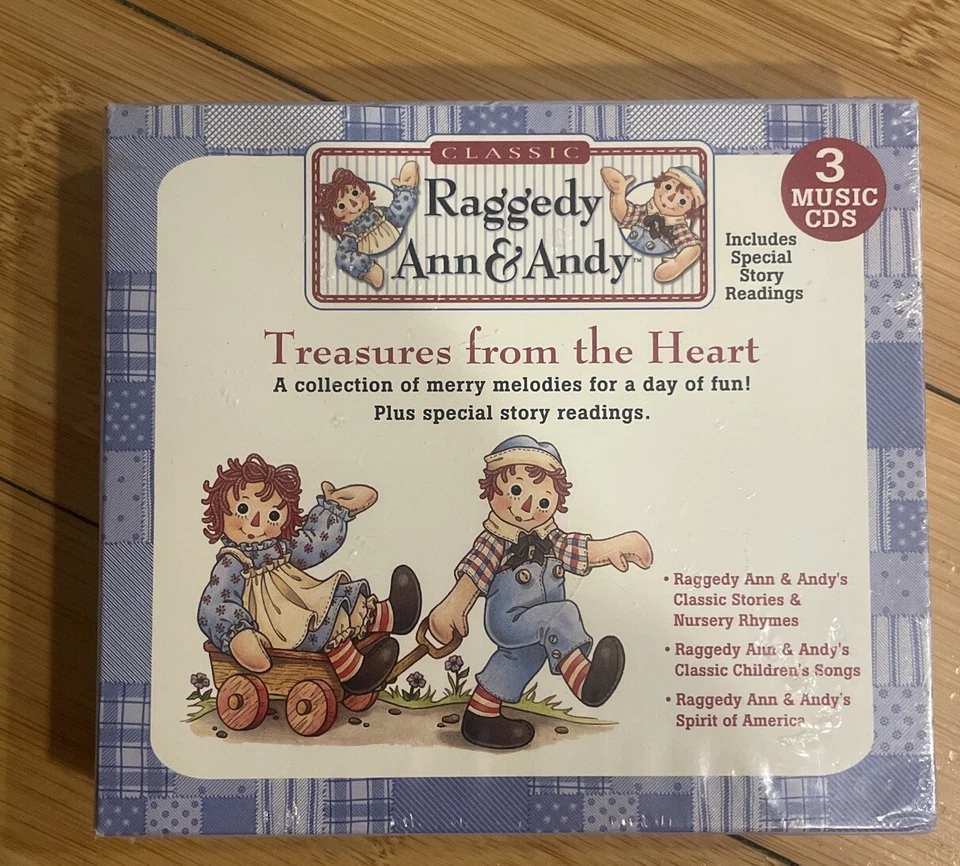 CLASSIC
Raggedy
Ann & Andy™
3
MUSIC
CDS
Includes
Special
Story
Readings
Treasures from the Heart
A collection of merry melodies for a day of fun!
Plus special story readings.
• Raggedy Ann & Andy's
Classic Stories &
Nursery Rhymes
• Raggedy Ann & Andy's
Classic Children's Songs
• Raggedy Ann & Andy's
Spirit of America